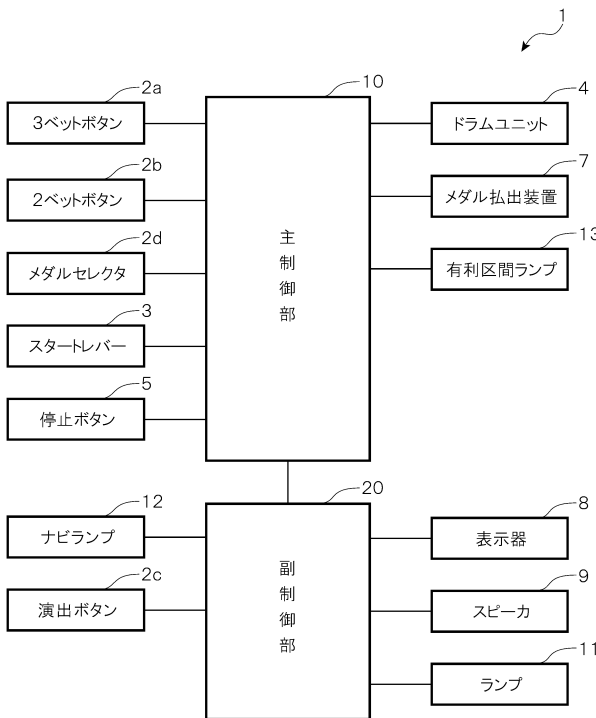 1
10
2a
3ベットボタン
2b
2ベットボタン
2d
メダルセレクタ
3
スタートレバー
5
停止ボタン
主制御部
4
ドラムユニット
7
メダル払出装置
13
有利区間ランプ
20
12
ナビランプ
2c
演出ボタン
副制御部
8
表示器
9
スピーカ
11
ランプ